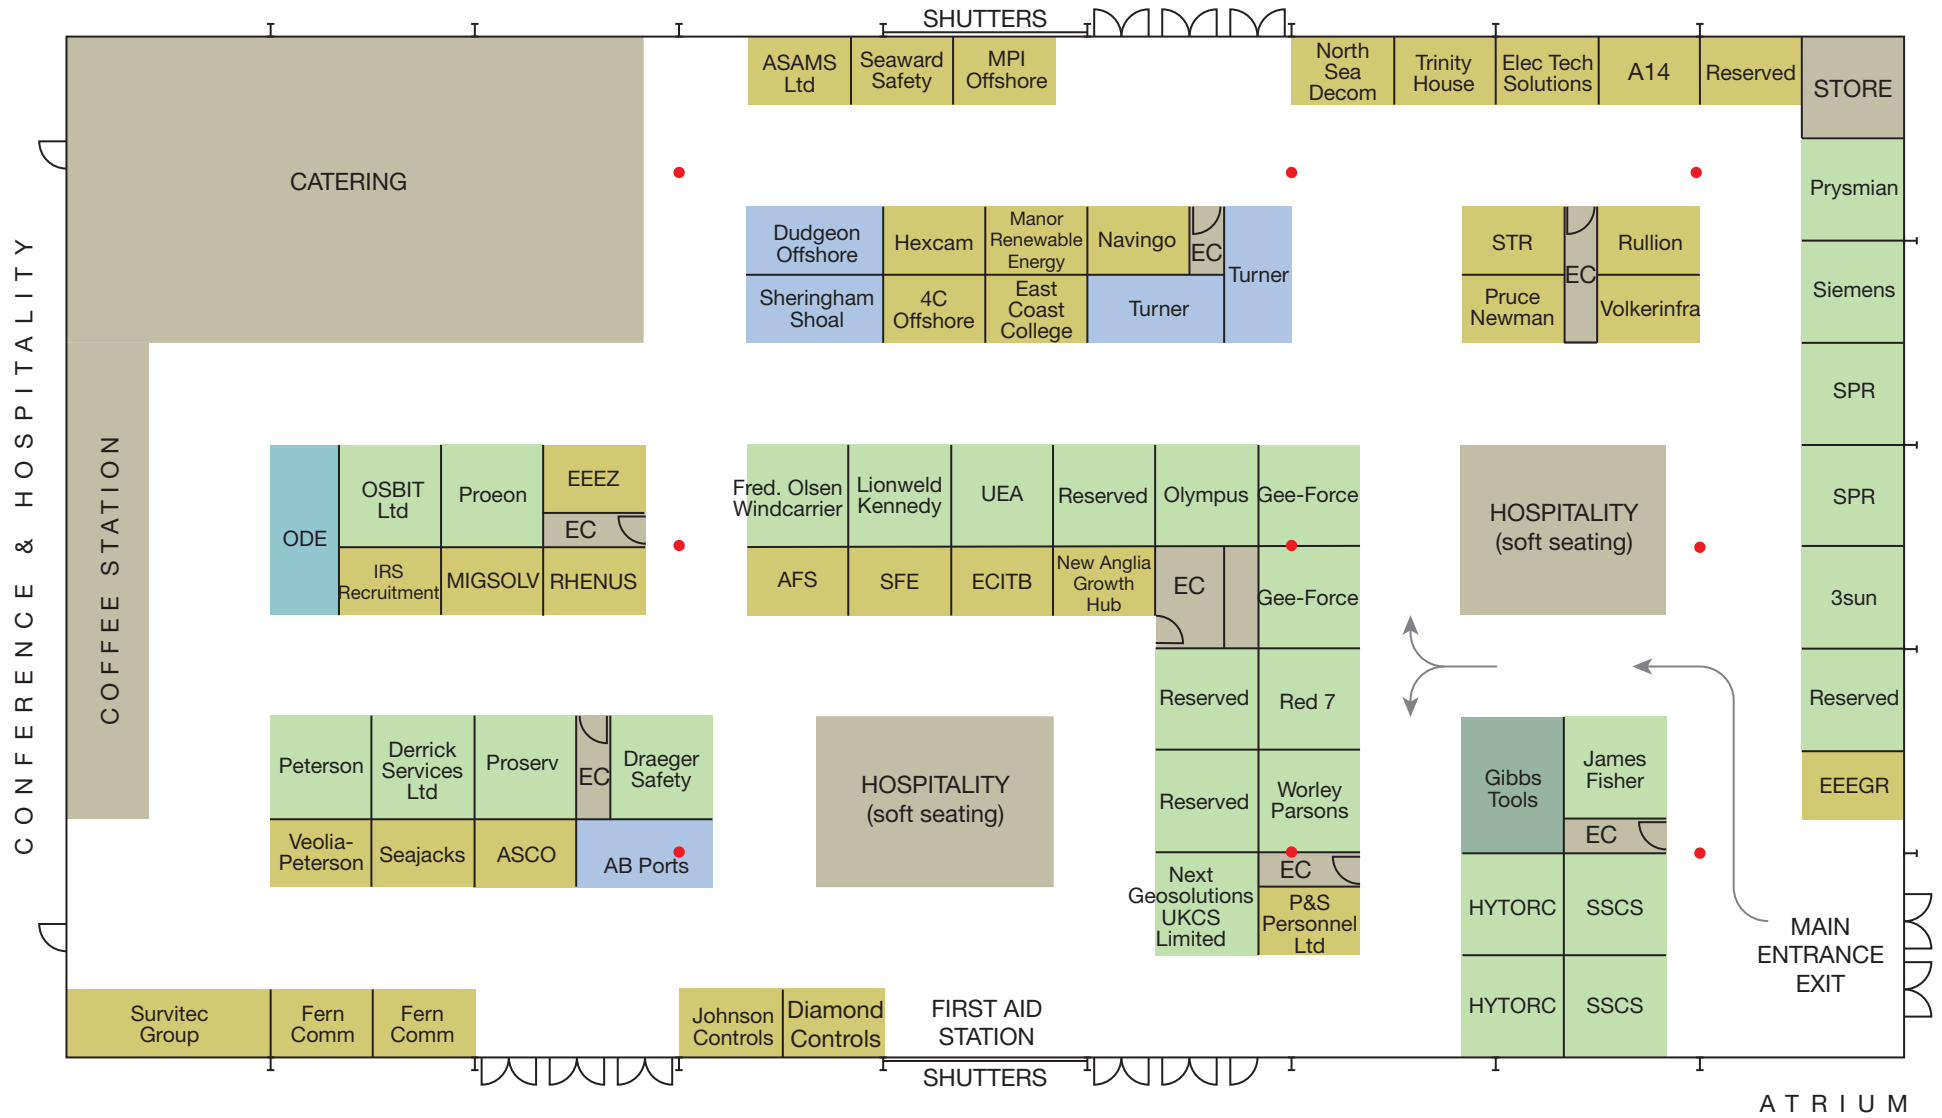 SHUTTERS
ASAMS
Ltd
Seaward
Safety
MPI
Offshore
North
Sea
Decom
Trinity
House
Elec Tech
Solutions
A14
Reserved
STORE
CATERING
Prysmian
Dudgeon
Offshore
Hexcam
Manor
Renewable
Energy
Navingo
EC
Turner
STR
EC
Rullion
Sheringham
Shoal
4C
Offshore
East
Coast
College
Turner
Pruce
Newman
Volkerinfra
Siemens
SPR
CONFERENCE & HOSPITALITY
COFFEE STATION
ODE
OSBIT
Ltd
Proeon
EEEZ
EC
IRS
Recruitment
MIGSOLV
RHENUS
Fred. Olsen
Windcarrier
Lionweld
Kennedy
UEA
Reserved
Olympus
Gee-Force
HOSPITALITY
(soft seating)
SPR
AFS
SFE
ECITB
New Anglia
Growth
Hub
EC
Gee-Force
3sun
Reserved
Red 7
Reserved
Peterson
Derrick
Services
Ltd
Proserv
EC
Draeger
Safety
HOSPITALITY
(soft seating)
Reserved
Worley
Parsons
Gibbs
Tools
James
Fisher
EC
EEEGR
Veolia-
Peterson
Seajacks
ASCO
AB Ports
Next
Geosolutions
UKCS
Limited
EC
P&S
Personnel
Ltd
HYTORC
SSCS
MAIN
ENTRANCE
EXIT
Survitec
Group
Fern
Comm
Fern
Comm
Johnson
Controls
Diamond
Controls
FIRST AID
STATION
HYTORC
SSCS
SHUTTERS
ATRIUM